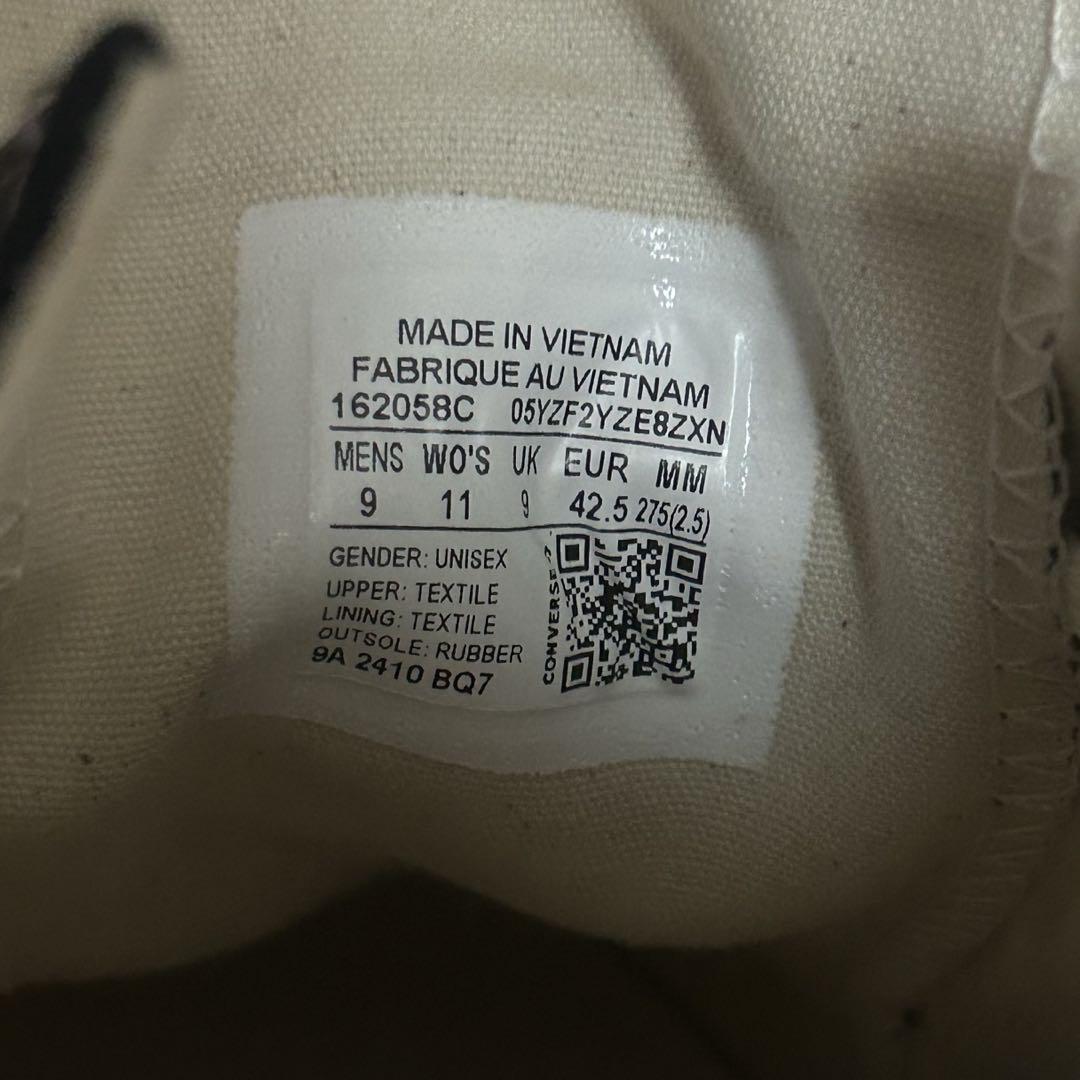 MADE IN VIETNAM
FABRIQUE AU VIETNAM
162058C 05YZF2YZE8ZXN
MENS WO'S UK EUR MM
9 11 9 42.5 275(2.5)
GENDER: UNISEX
UPPER: TEXTILE
LINING: TEXTILE
OUTSOLE: RUBBER
9A 2410 BQ7
CONVERSE